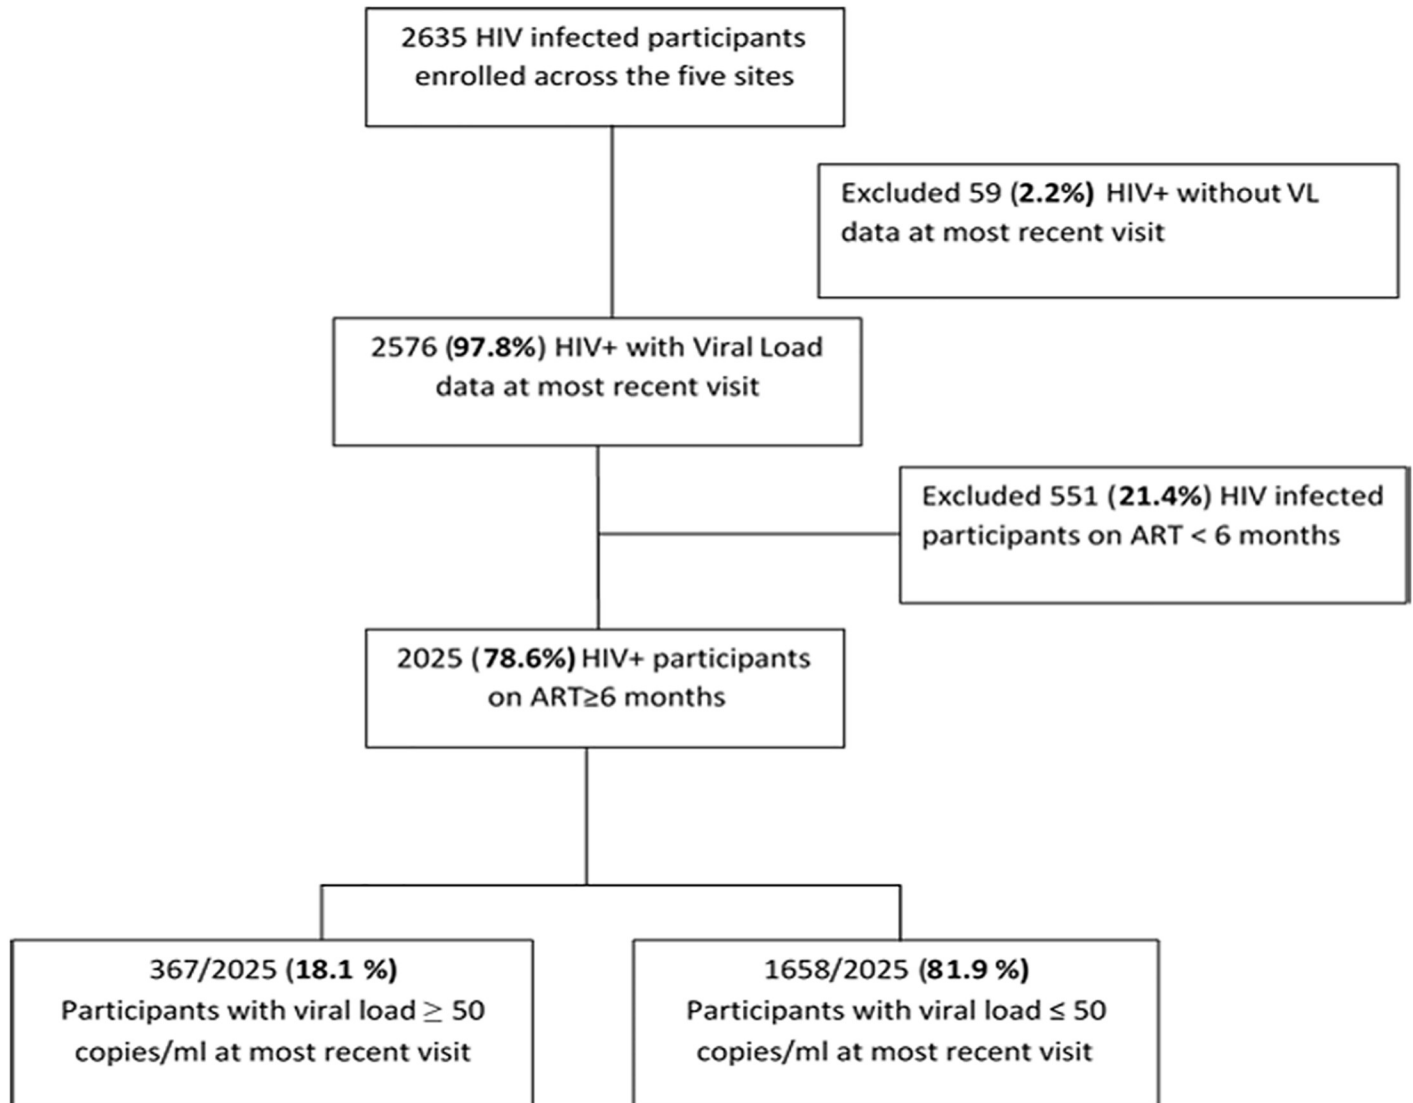 2635 HIV infected participants
enrolled across the five sites
Excluded 59 (2.2%) HIV+ without VL
data at most recent visit
2576 (97.8%) HIV+ with Viral Load
data at most recent visit
Excluded 551 (21.4%) HIV infected
participants on ART < 6 months
2025 (78.6%) HIV+ participants
on ART≥6 months
367/2025 (18.1 %)
Participants with viral load ≥ 50
copies/ml at most recent visit
1658/2025 (81.9 %)
Participants with viral load ≤ 50
copies/ml at most recent visit